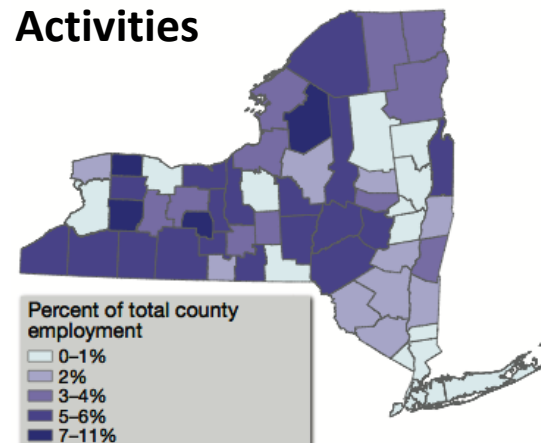 Activities
Percent of total county
employment
0–1%
2%
3–4%
5–6%
7–11%